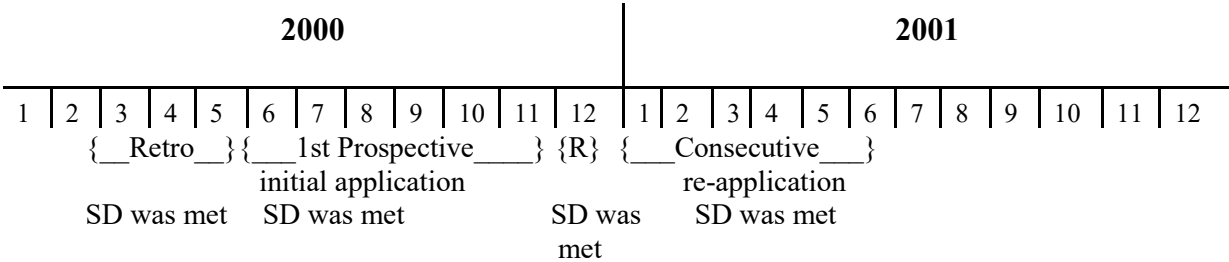 2000 2001
1 2 3 4 5 6 7 8 9 10 11 12 1 2 3 4 5 6 7 8 9 10 11 12
{__Retro__} {___1st Prospective____} {R} {___Consecutive___}
initial application re-application
SD was met SD was met SD was SD was met
met